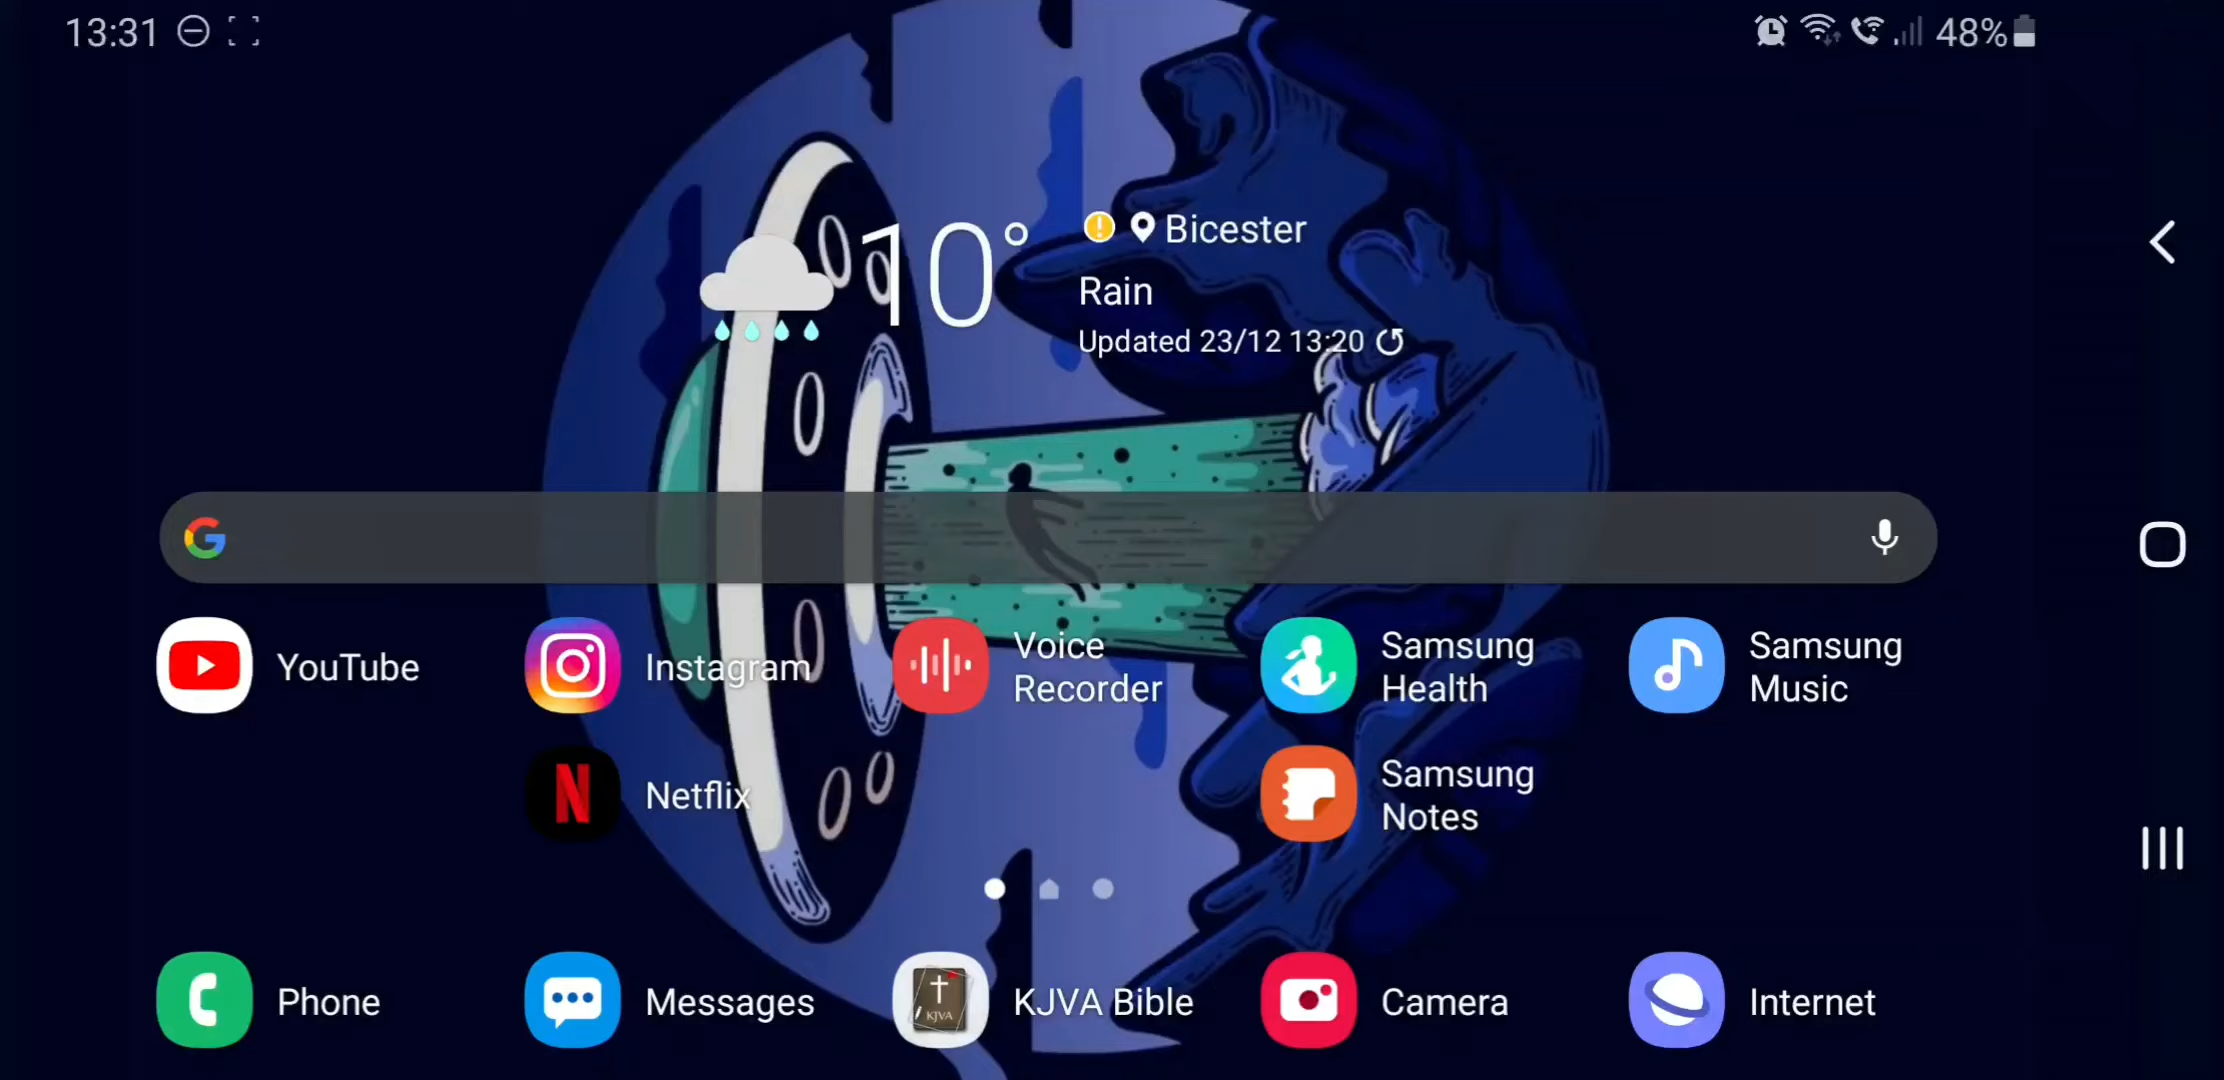 13:31
48%
10°
Bicester
Rain
Updated 23/12 13:20
YouTube
Instagram
Voice
Recorder
Samsung
Health
Samsung
Music
Netflix
Samsung
Notes
Phone
Messages
KJVA
KJVA Bible
Camera
Internet